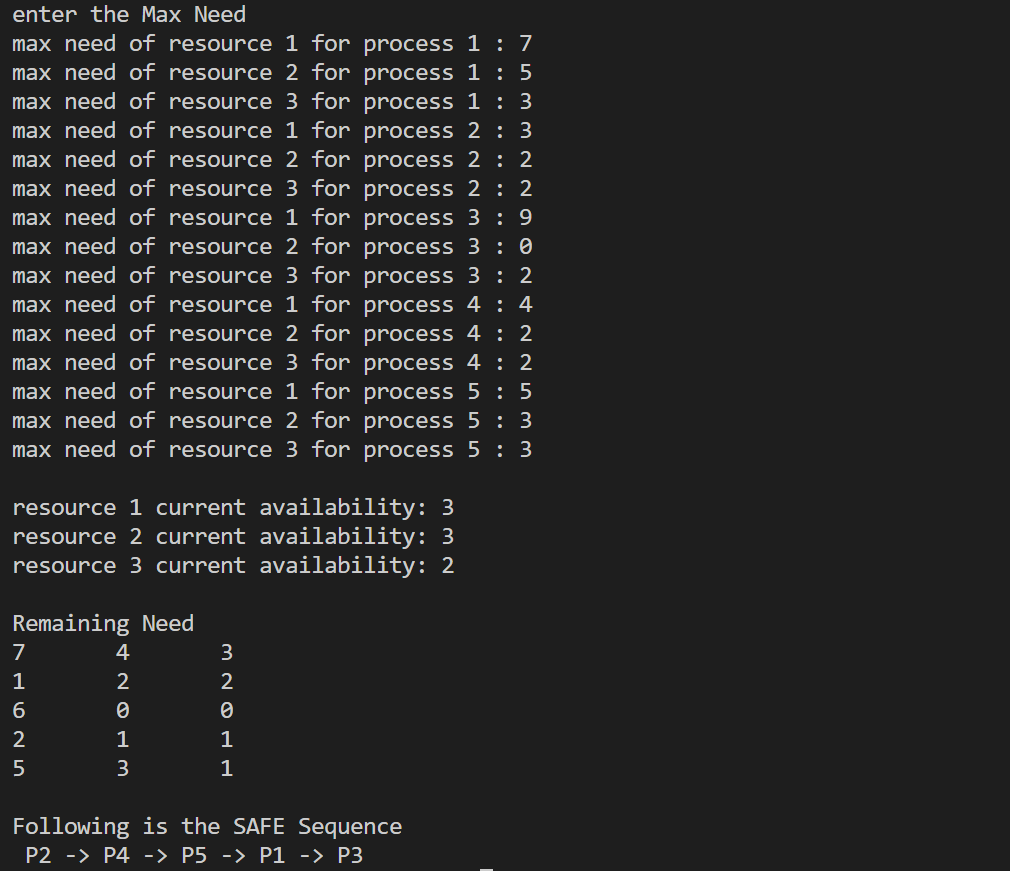 enter the Max Need
max need of resource 1 for process 1 : 7
max need of resource 2 for process 1 : 5
max need of resource 3 for process 1 : 3
max need of resource 1 for process 2 : 3
max need of resource 2 for process 2 : 2
max need of resource 3 for process 2 : 2
max need of resource 1 for process 3 : 9
max need of resource 2 for process 3 : 0
max need of resource 3 for process 3 : 2
max need of resource 1 for process 4 : 4
max need of resource 2 for process 4 : 2
max need of resource 3 for process 4 : 2
max need of resource 1 for process 5 : 5
max need of resource 2 for process 5 : 3
max need of resource 3 for process 5 : 3
resource 1 current availability: 3
resource 2 current availability: 3
resource 3 current availability: 2
Remaining Need
7 4 3
1 2 2
6 0 0
2 1 1
5 3 1
Following is the SAFE Sequence
P2 -> P4 -> P5 -> P1 -> P3